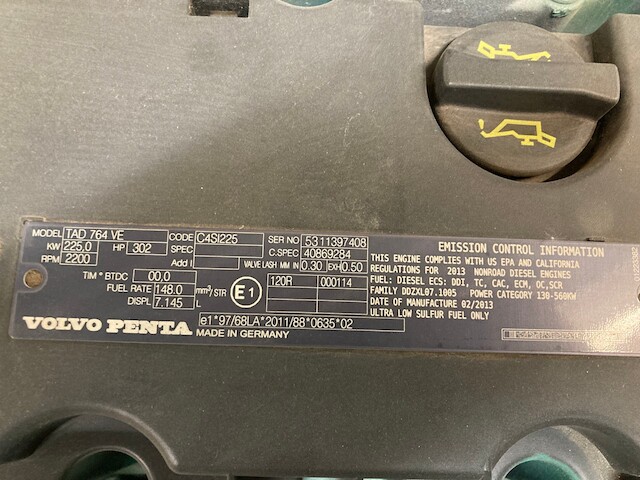 MODEL TAD 764 VE CODE C4SI225 SER NO 5311397408
KW 225,0 HP 302 SPEC C.SPEC 40869284
RPM 2200 Add I VALVE LASH MM IN 0.30 EXH 0.50
TIM °BTDC 00,0 E1 120R 000114
FUEL RATE 148.0 mm³/STR
DISPL 7.145 L
e1*97/68LA*2011/88*0635*02
VOLVO PENTA MADE IN GERMANY
EMISSION CONTROL INFORMATION
THIS ENGINE COMPLIES WITH US EPA AND CALIFORNIA
REGULATIONS FOR 2013 NONROAD DIESEL ENGINES
FUEL: DIESEL ECS: DDI, TC, CAC, ECM, OC,SCR
FAMILY DDZXL07.1005 POWER CATEGORY 130-560KW
DATE OF MANUFACTURE 02/2013
ULTRA LOW SULFUR FUEL ONLY